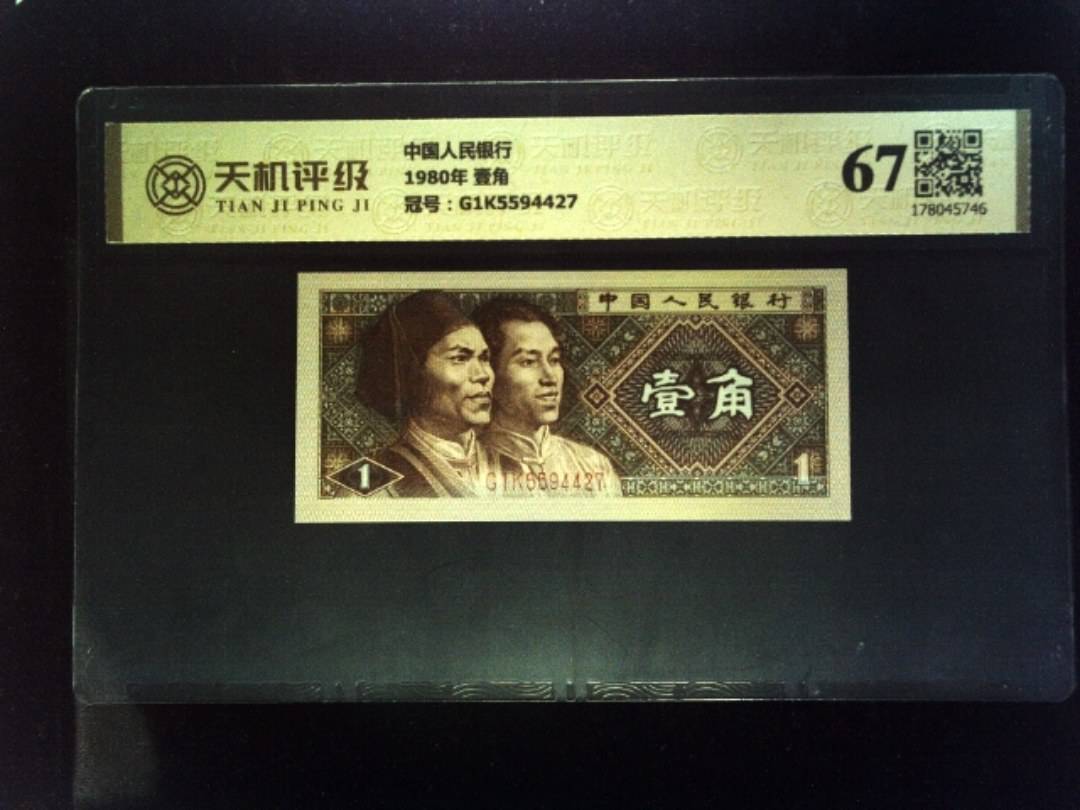 天机评级
TIAN JI PING JI
中国人民银行
1980年 壹角
冠号：G1K5594427
67
178045746
中国人民银行
壹角
1
G1K5594427
1